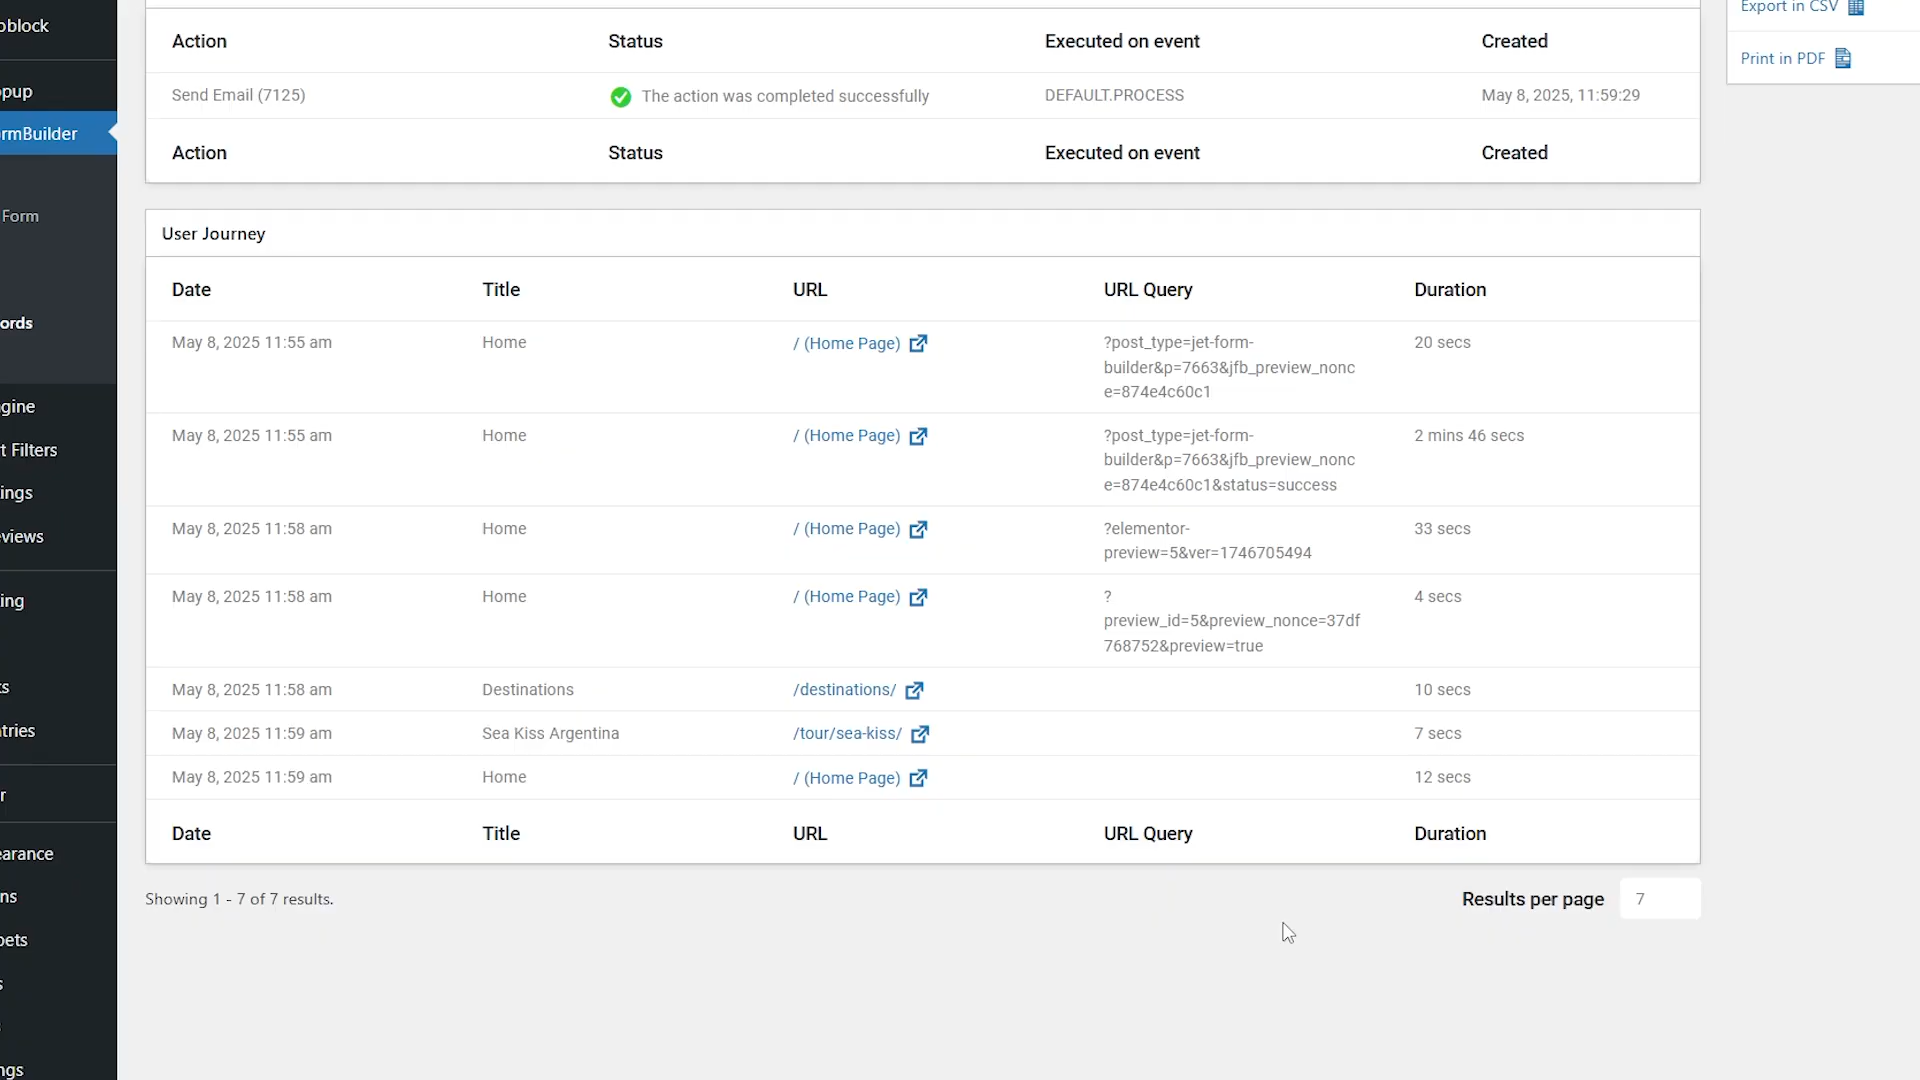 oblock
opup
rmBuilder
Form
ords
gine
t Filters
ings
eviews
ing
ts
ntries
r
earance
ns
pets
s
ngs
Export in CSV
Print in PDF
Action Status Executed on event Created
Send Email (7125) The action was completed successfully DEFAULT.PROCESS May 8, 2025, 11:59:29
Action Status Executed on event Created
User Journey
Date Title URL URL Query Duration
May 8, 2025 11:55 am Home / (Home Page) ?post_type=jet-form- 20 secs
builder&p=7663&jfb_preview_nonc
e=874e4c60c1
May 8, 2025 11:55 am Home / (Home Page) ?post_type=jet-form- 2 mins 46 secs
builder&p=7663&jfb_preview_nonc
e=874e4c60c1&status=success
May 8, 2025 11:58 am Home / (Home Page) ?elementor- 33 secs
preview=5&ver=1746705494
May 8, 2025 11:58 am Home / (Home Page) ? 4 secs
preview_id=5&preview_nonce=37df
768752&preview=true
May 8, 2025 11:58 am Destinations /destinations/ 10 secs
May 8, 2025 11:59 am Sea Kiss Argentina /tour/sea-kiss/ 7 secs
May 8, 2025 11:59 am Home / (Home Page) 12 secs
Date Title URL URL Query Duration
Showing 1 - 7 of 7 results. Results per page 7